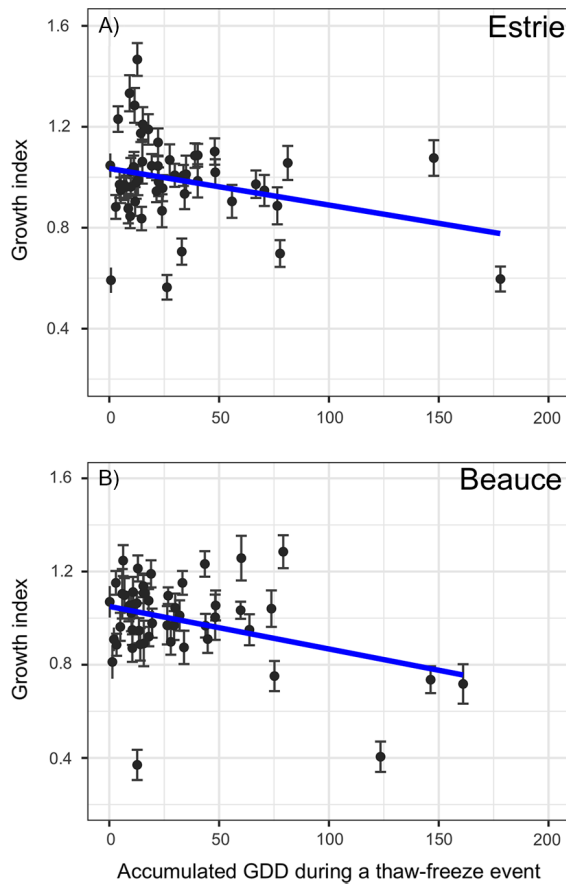 A) Estrie
1.6
1.2
0.8
0.4
Growth index
0 50 100 150 200
B) Beauce
1.6
1.2
0.8
0.4
Growth index
0 50 100 150 200
Accumulated GDD during a thaw-freeze event